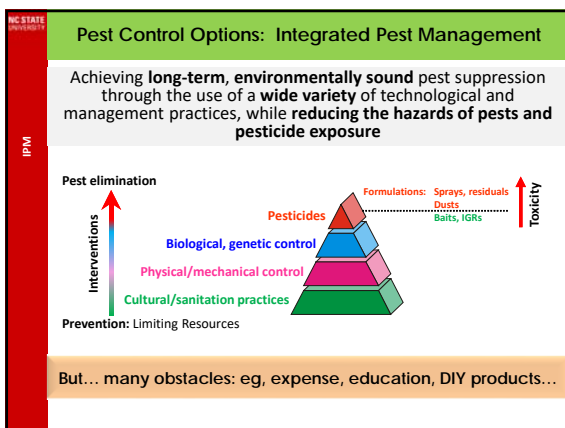 NC STATE
UNIVERSITY
Pest Control Options: Integrated Pest Management
Achieving long-term, environmentally sound pest suppression
through the use of a wide variety of technological and
management practices, while reducing the hazards of pests and
pesticide exposure
IPM
Pest elimination
Interventions
Pesticides
Biological, genetic control
Physical/mechanical control
Cultural/sanitation practices
Prevention: Limiting Resources
Formulations: Sprays, residuals
Dusts
Baits, IGRs
Toxicity
But... many obstacles: eg, expense, education, DIY products...